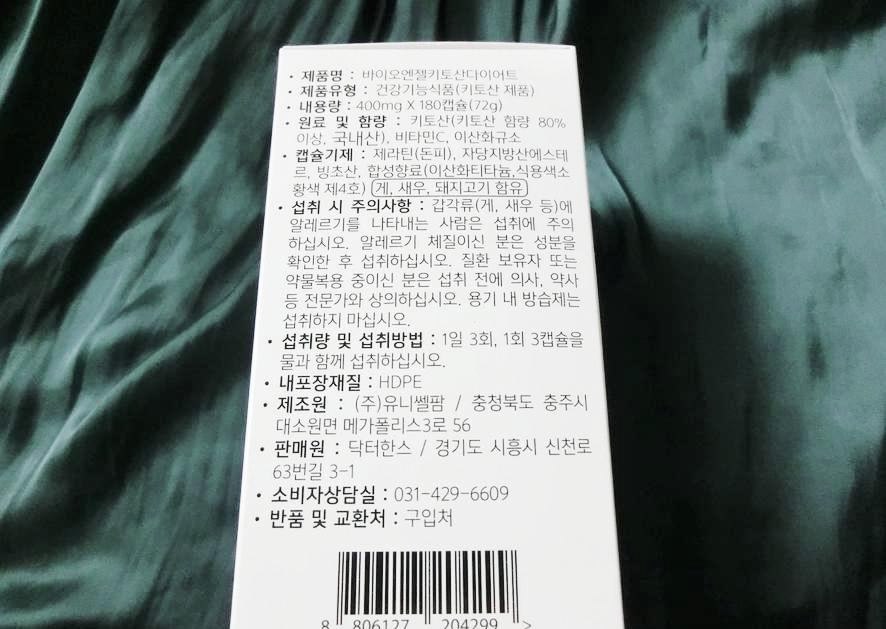 • 제품명 : 바이오엔젤키토산다이어트
• 제품유형 : 건강기능식품(키토산 제품)
• 내용량 : 400mg X 180캡슐(72g)
• 원료 및 함량 : 키토산(키토산 함량 80%
이상, 국내산), 비타민C, 이산화규소
• 캡슐기제 : 제라틴(돈피), 자당지방산에스테
르, 빙초산, 합성향료(이산화티타늄,식용색소
황색 제4호) (게, 새우, 돼지고기 함유)
• 섭취 시 주의사항 : 갑각류(게, 새우 등)에
알레르기를 나타내는 사람은 섭취에 주의
하십시오. 알레르기 체질이신 분은 성분을
확인한 후 섭취하십시오. 질환 보유자 또는
약물복용 중이신 분은 섭취 전에 의사, 약사
등 전문가와 상의하십시오. 용기 내 방습제는
섭취하지 마십시오.
• 섭취량 및 섭취방법 : 1일 3회, 1회 3캡슐을
물과 함께 섭취하십시오.
• 내포장재질 : HDPE
• 제조원 : (주)유니쎌팜 / 충청북도 충주시
대소원면 메가폴리스3로 56
• 판매원 : 닥터한스 / 경기도 시흥시 신천로
63번길 3-1
• 소비자상담실 : 031-429-6609
• 반품 및 교환처 : 구입처
8 806127 204299 >